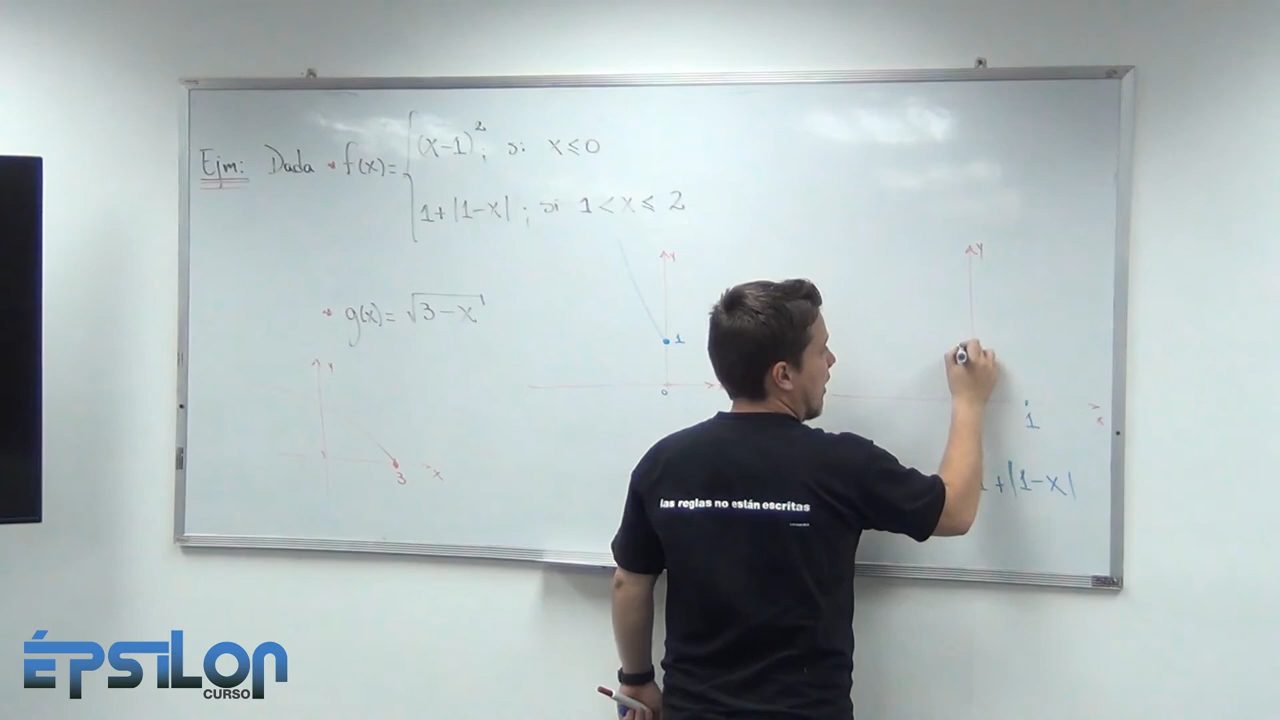 Ejm: Dada • f(x)= { (x-1)²; si x≤0
1+|1-x| ; si 1<x≤2
• g(x)= √3-x
y
x
3
y
1
0
y
1
x
1+|1-x|
las reglas no están escritas
ÉPSILON
CURSO